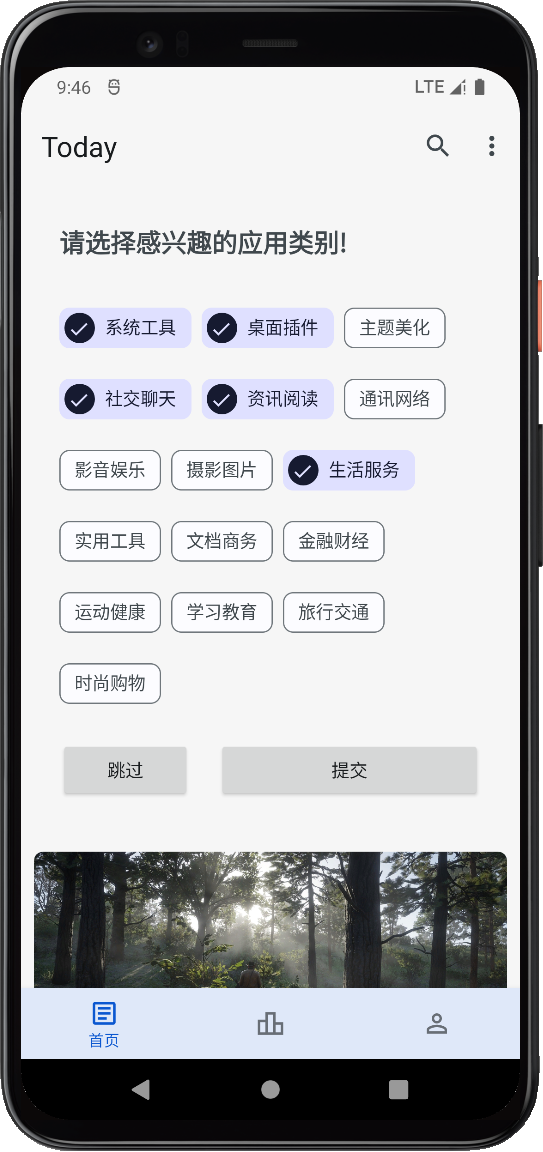 9:46 LTE
Today
请选择感兴趣的应用类别!
系统工具 桌面插件 主题美化
社交聊天 资讯阅读 通讯网络
影音娱乐 摄影图片 生活服务
实用工具 文档商务 金融财经
运动健康 学习教育 旅行交通
时尚购物
跳过 提交
首页